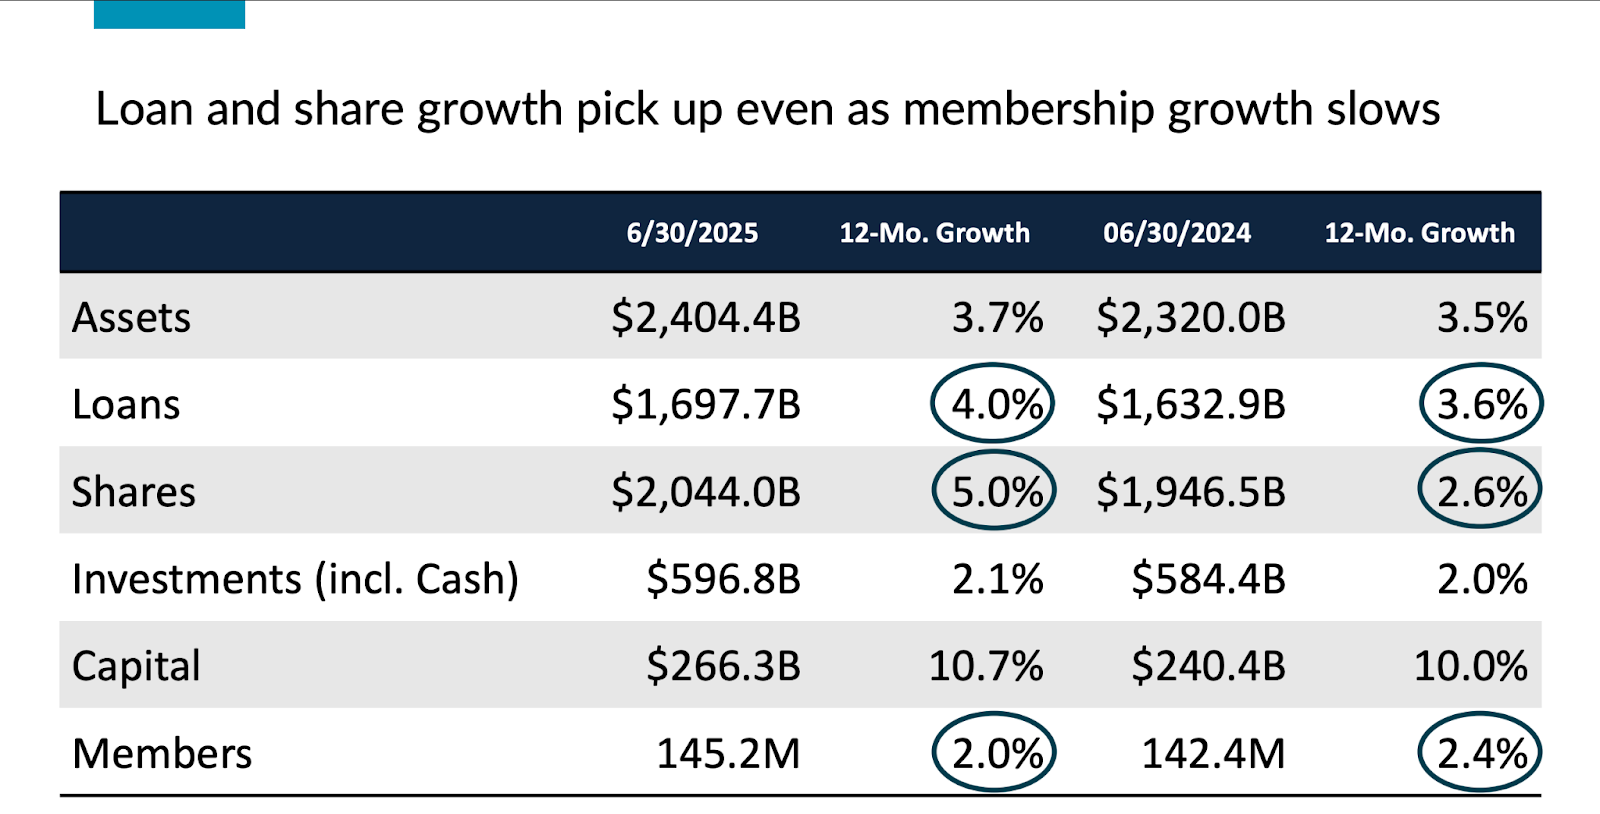 Loan and share growth pick up even as membership growth slows
6/30/2025 12-Mo. Growth 06/30/2024 12-Mo. Growth
Assets $2,404.4B 3.7% $2,320.0B 3.5%
Loans $1,697.7B 4.0% $1,632.9B 3.6%
Shares $2,044.0B 5.0% $1,946.5B 2.6%
Investments (incl. Cash) $596.8B 2.1% $584.4B 2.0%
Capital $266.3B 10.7% $240.4B 10.0%
Members 145.2M 2.0% 142.4M 2.4%